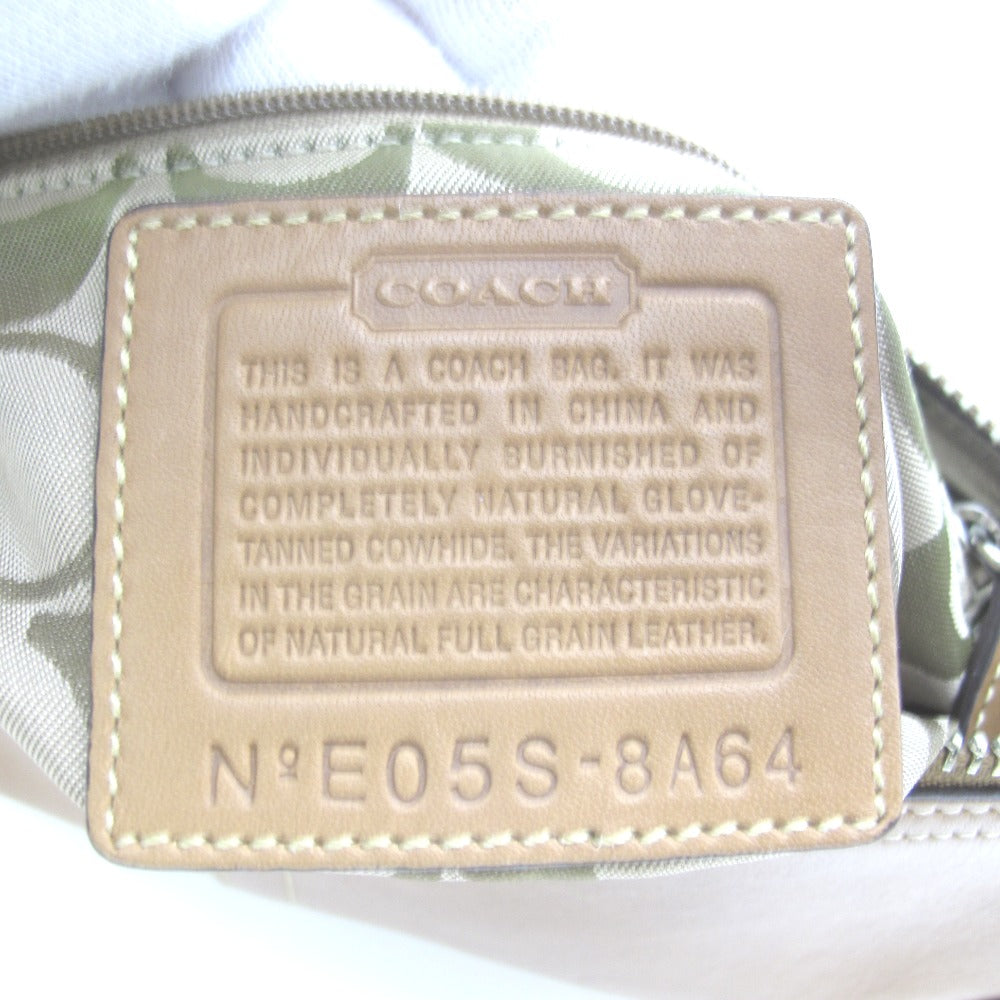 COACH
THIS IS A COACH BAG. IT WAS
HANDCRAFTED IN CHINA AND
INDIVIDUALLY BURNISHED OF
COMPLETELY NATURAL GLOVE-
TANNED COWHIDE. THE VARIATIONS
IN THE GRAIN ARE CHARACTERISTIC
OF NATURAL FULL GRAIN LEATHER.
Nº E05S-8A64